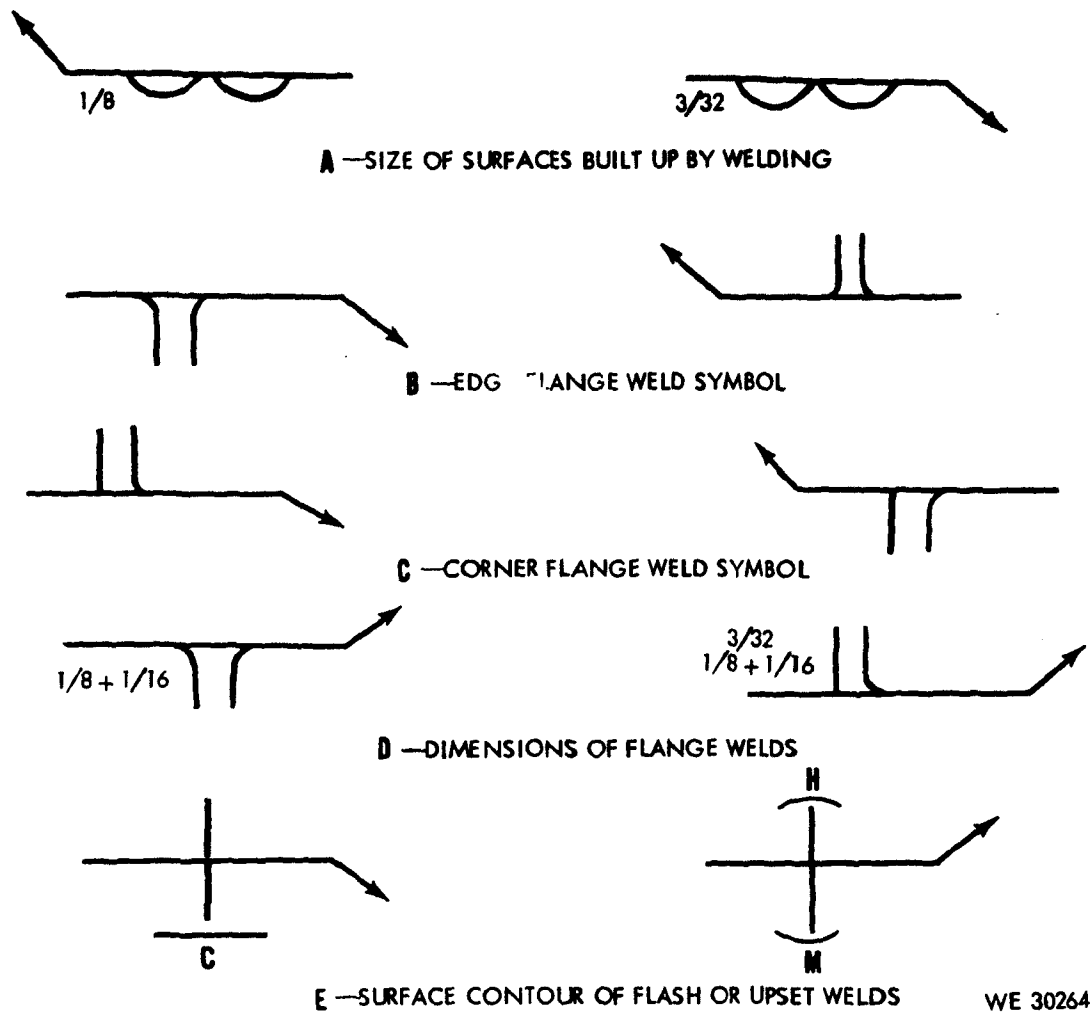 1/8
3/32
A —SIZE OF SURFACES BUILT UP BY WELDING
B —EDG LANGE WELD SYMBOL
C —CORNER FLANGE WELD SYMBOL
1/8 + 1/16
3/32
1/8 + 1/16
D —DIMENSIONS OF FLANGE WELDS
H
C
M
E —SURFACE CONTOUR OF FLASH OR UPSET WELDS
WE 30264